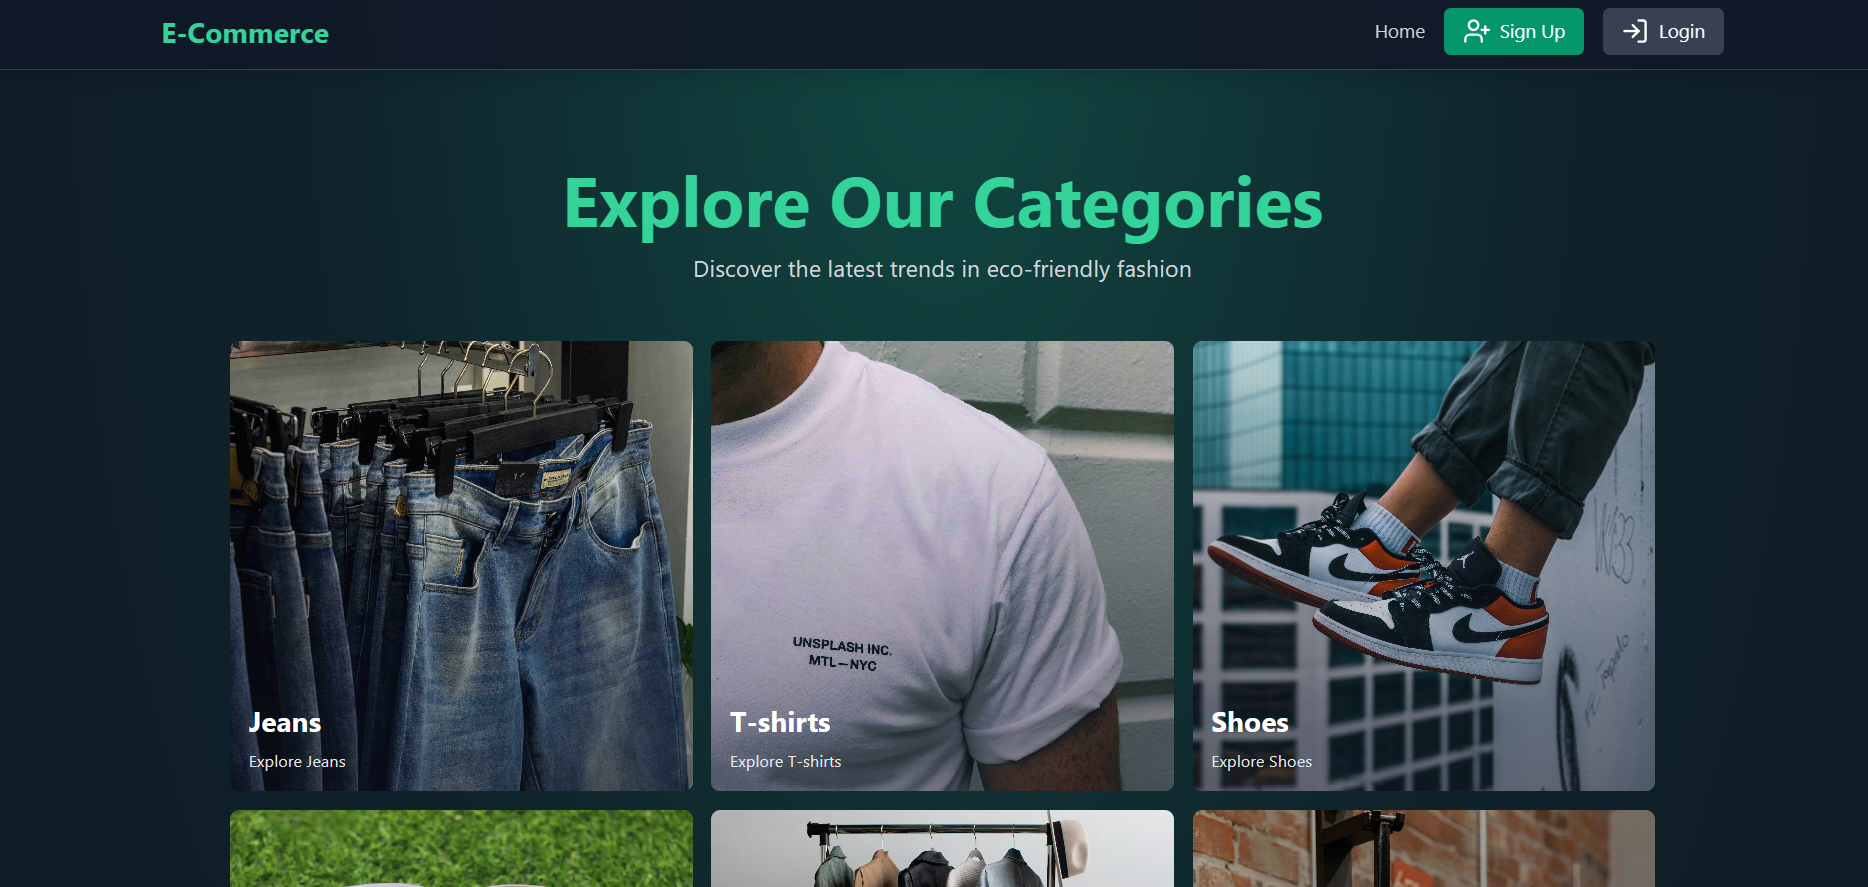 E-Commerce
Home
Sign Up
Login
Explore Our Categories
Discover the latest trends in eco-friendly fashion
UNSPLASH INC.
MTL—NYC
Jeans
Explore Jeans
T-shirts
Explore T-shirts
Shoes
Explore Shoes